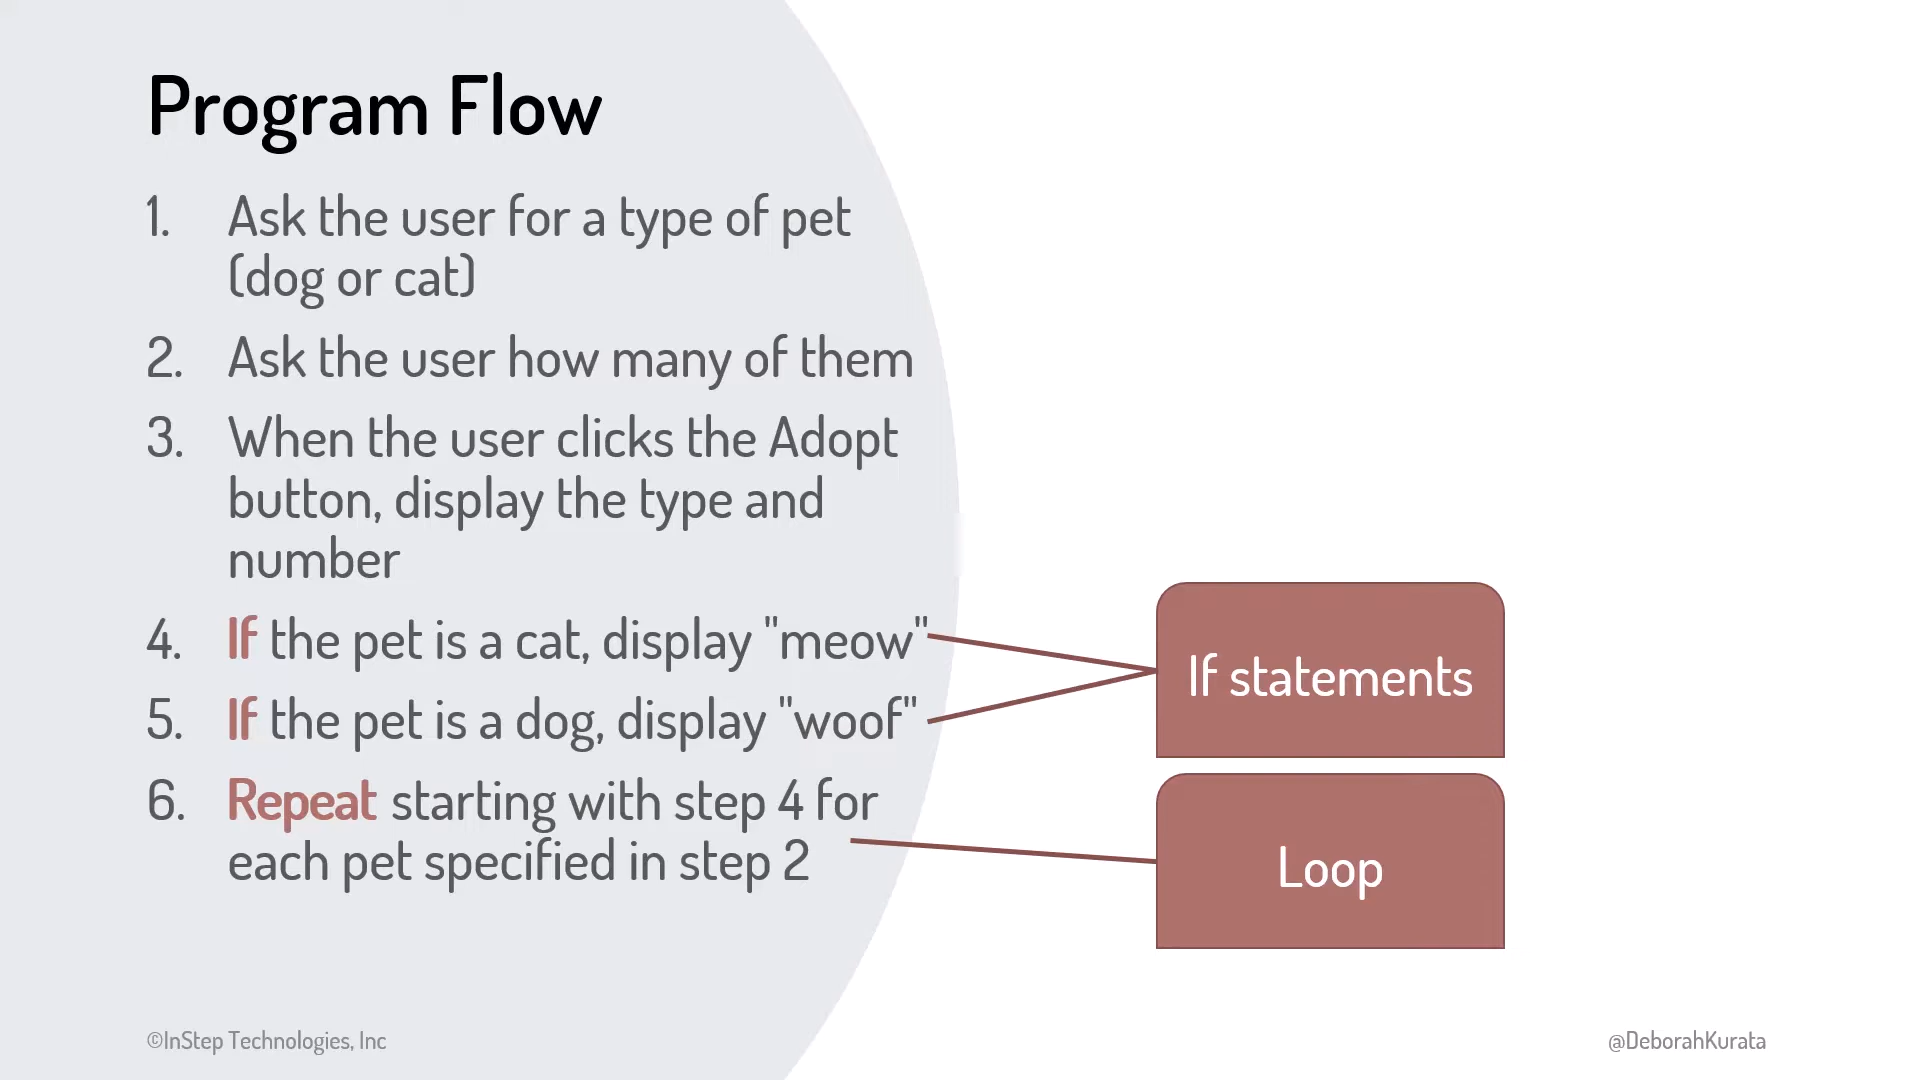 Program Flow
1. Ask the user for a type of pet
(dog or cat)
2. Ask the user how many of them
3. When the user clicks the Adopt
button, display the type and
number
4. If the pet is a cat, display "meow"
5. If the pet is a dog, display "woof"
6. Repeat starting with step 4 for
each pet specified in step 2
If statements
Loop
©InStep Technologies, Inc
@DeborahKurata